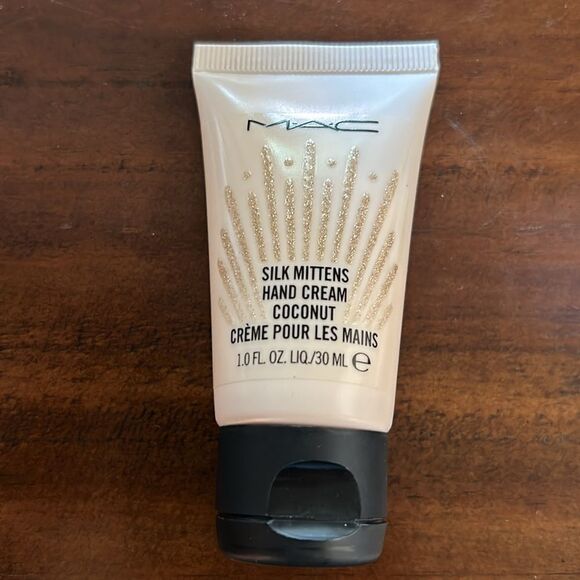 MAC
SILK MITTENS
HAND CREAM
COCONUT
CRÈME POUR LES MAINS
1.0 FL. OZ. LIQ./30 ML ℮